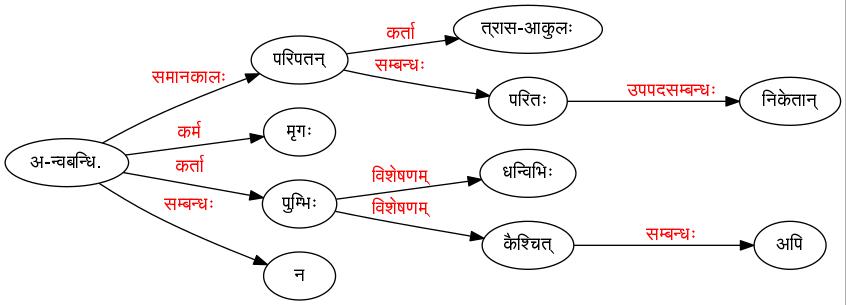 कर्ता
त्रास-आकुलः
परिपतन्
समानकालः
सम्बन्धः
परितः
उपपदसम्बन्धः
निकेतान्
कर्म
मृगः
अ-न्वबन्धि.
कर्ता
विशेषणम्
धन्विभिः
पुम्भिः
विशेषणम्
सम्बन्धः
कैश्चित्
सम्बन्धः
अपि
न